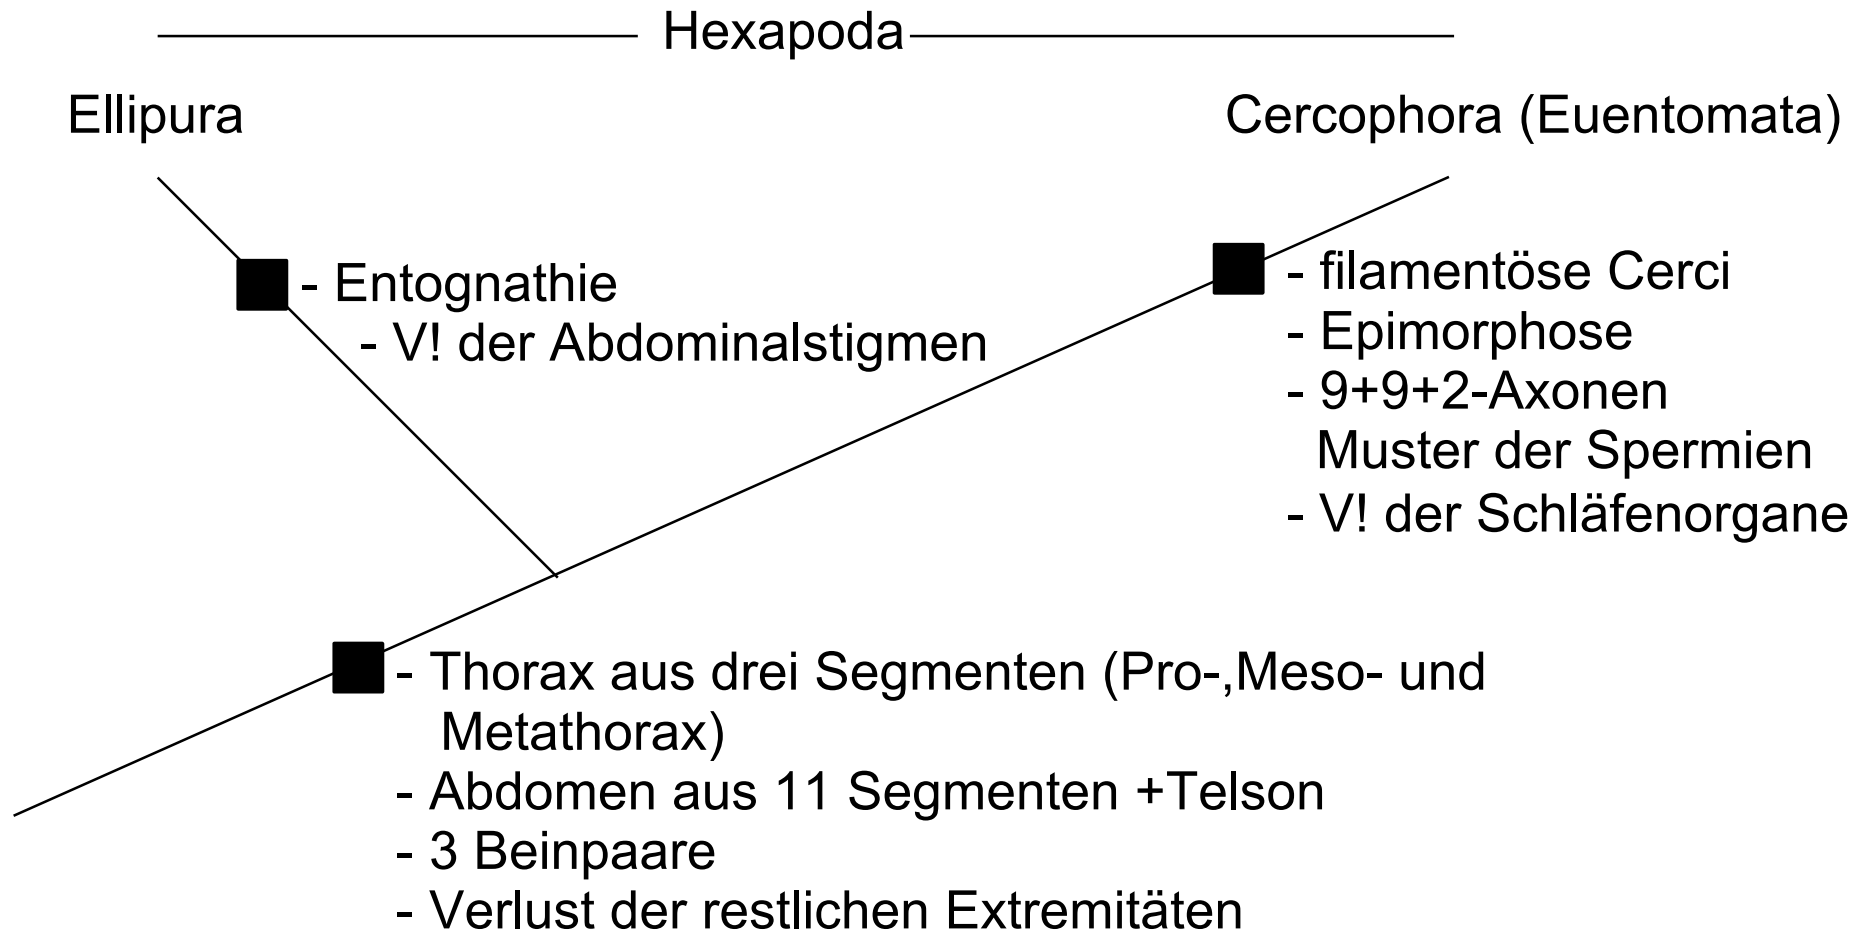 Hexapoda
Ellipura
Cercophora (Euentomata)
- Entognathie
- V! der Abdominalstigmen
- filamentöse Cerci
- Epimorphose
- 9+9+2-Axonen
Muster der Spermien
- V! der Schläfenorgane
- Thorax aus drei Segmenten (Pro-,Meso- und
Metathorax)
- Abdomen aus 11 Segmenten +Telson
- 3 Beinpaare
- Verlust der restlichen Extremitäten